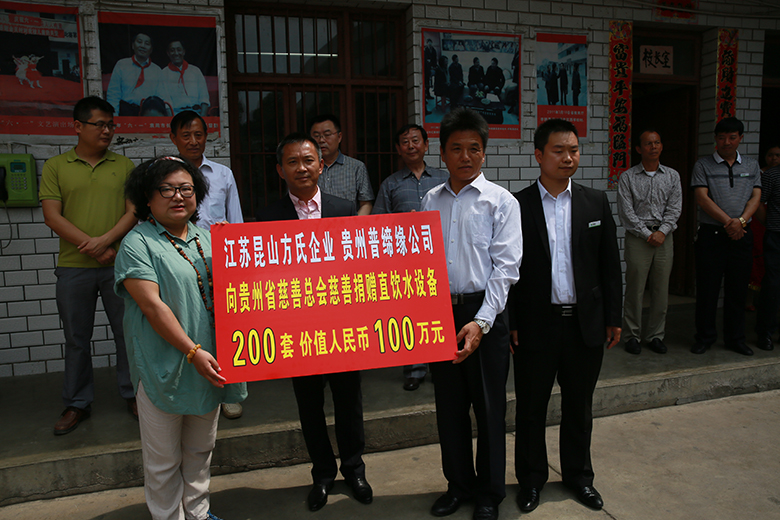 江苏昆山方氏企业 贵州普缔缘公司
向贵州省慈善总会慈善捐赠直饮水设备
200套 价值人民币100万元